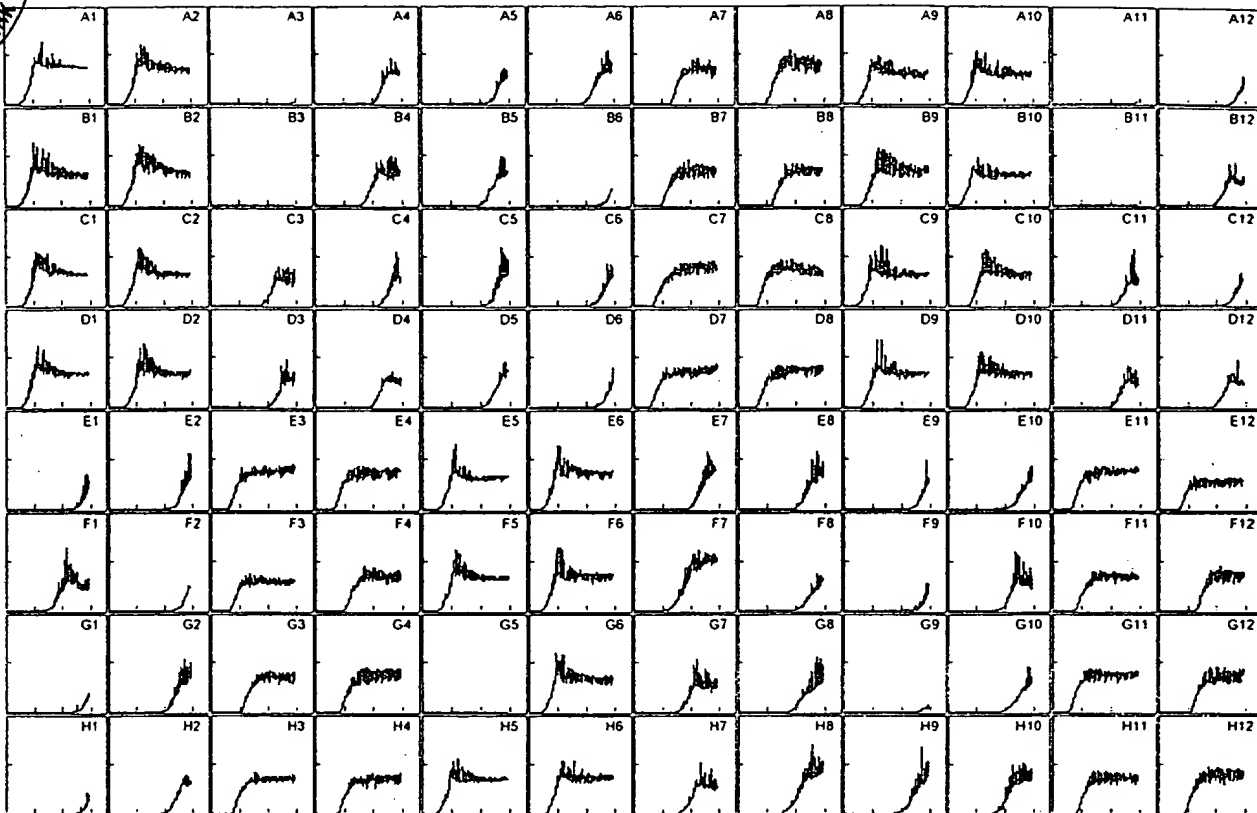 A1 A2 A3 A4 A5 A6 A7 A8 A9 A10 A11 A12
B1 B2 B3 B4 B5 B6 B7 B8 B9 B10 B11 B12
C1 C2 C3 C4 C5 C6 C7 C8 C9 C10 C11 C12
D1 D2 D3 D4 D5 D6 D7 D8 D9 D10 D11 D12
E1 E2 E3 E4 E5 E6 E7 E8 E9 E10 E11 E12
F1 F2 F3 F4 F5 F6 F7 F8 F9 F10 F11 F12
G1 G2 G3 G4 G5 G6 G7 G8 G9 G10 G11 G12
H1 H2 H3 H4 H5 H6 H7 H8 H9 H10 H11 H12